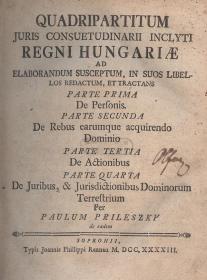 QUADRIPARTITUM
JURIS CONSUETUDINARII INCLYTI
REGNI HUNGARIÆ
AD
ELABORANDUM SUSCEPTUM, IN SUOS LIBEL-
LOS REDACTUM, ET TRACTANS
PARTE PRIMA
De Personis.
PARTE SECUNDA
De Rebus earumque acquirendo
Dominio
PARTE TERTIA
De Actionibus
PARTE QUARTA
De Juribus, & Jurisdictionibus Dominorum
Terrestrium
Per
PAULUM PRILESZKY
de eadem
SOPRONII,
Typis Joannis Philippi Rennau M. DCC, XXXXIII.